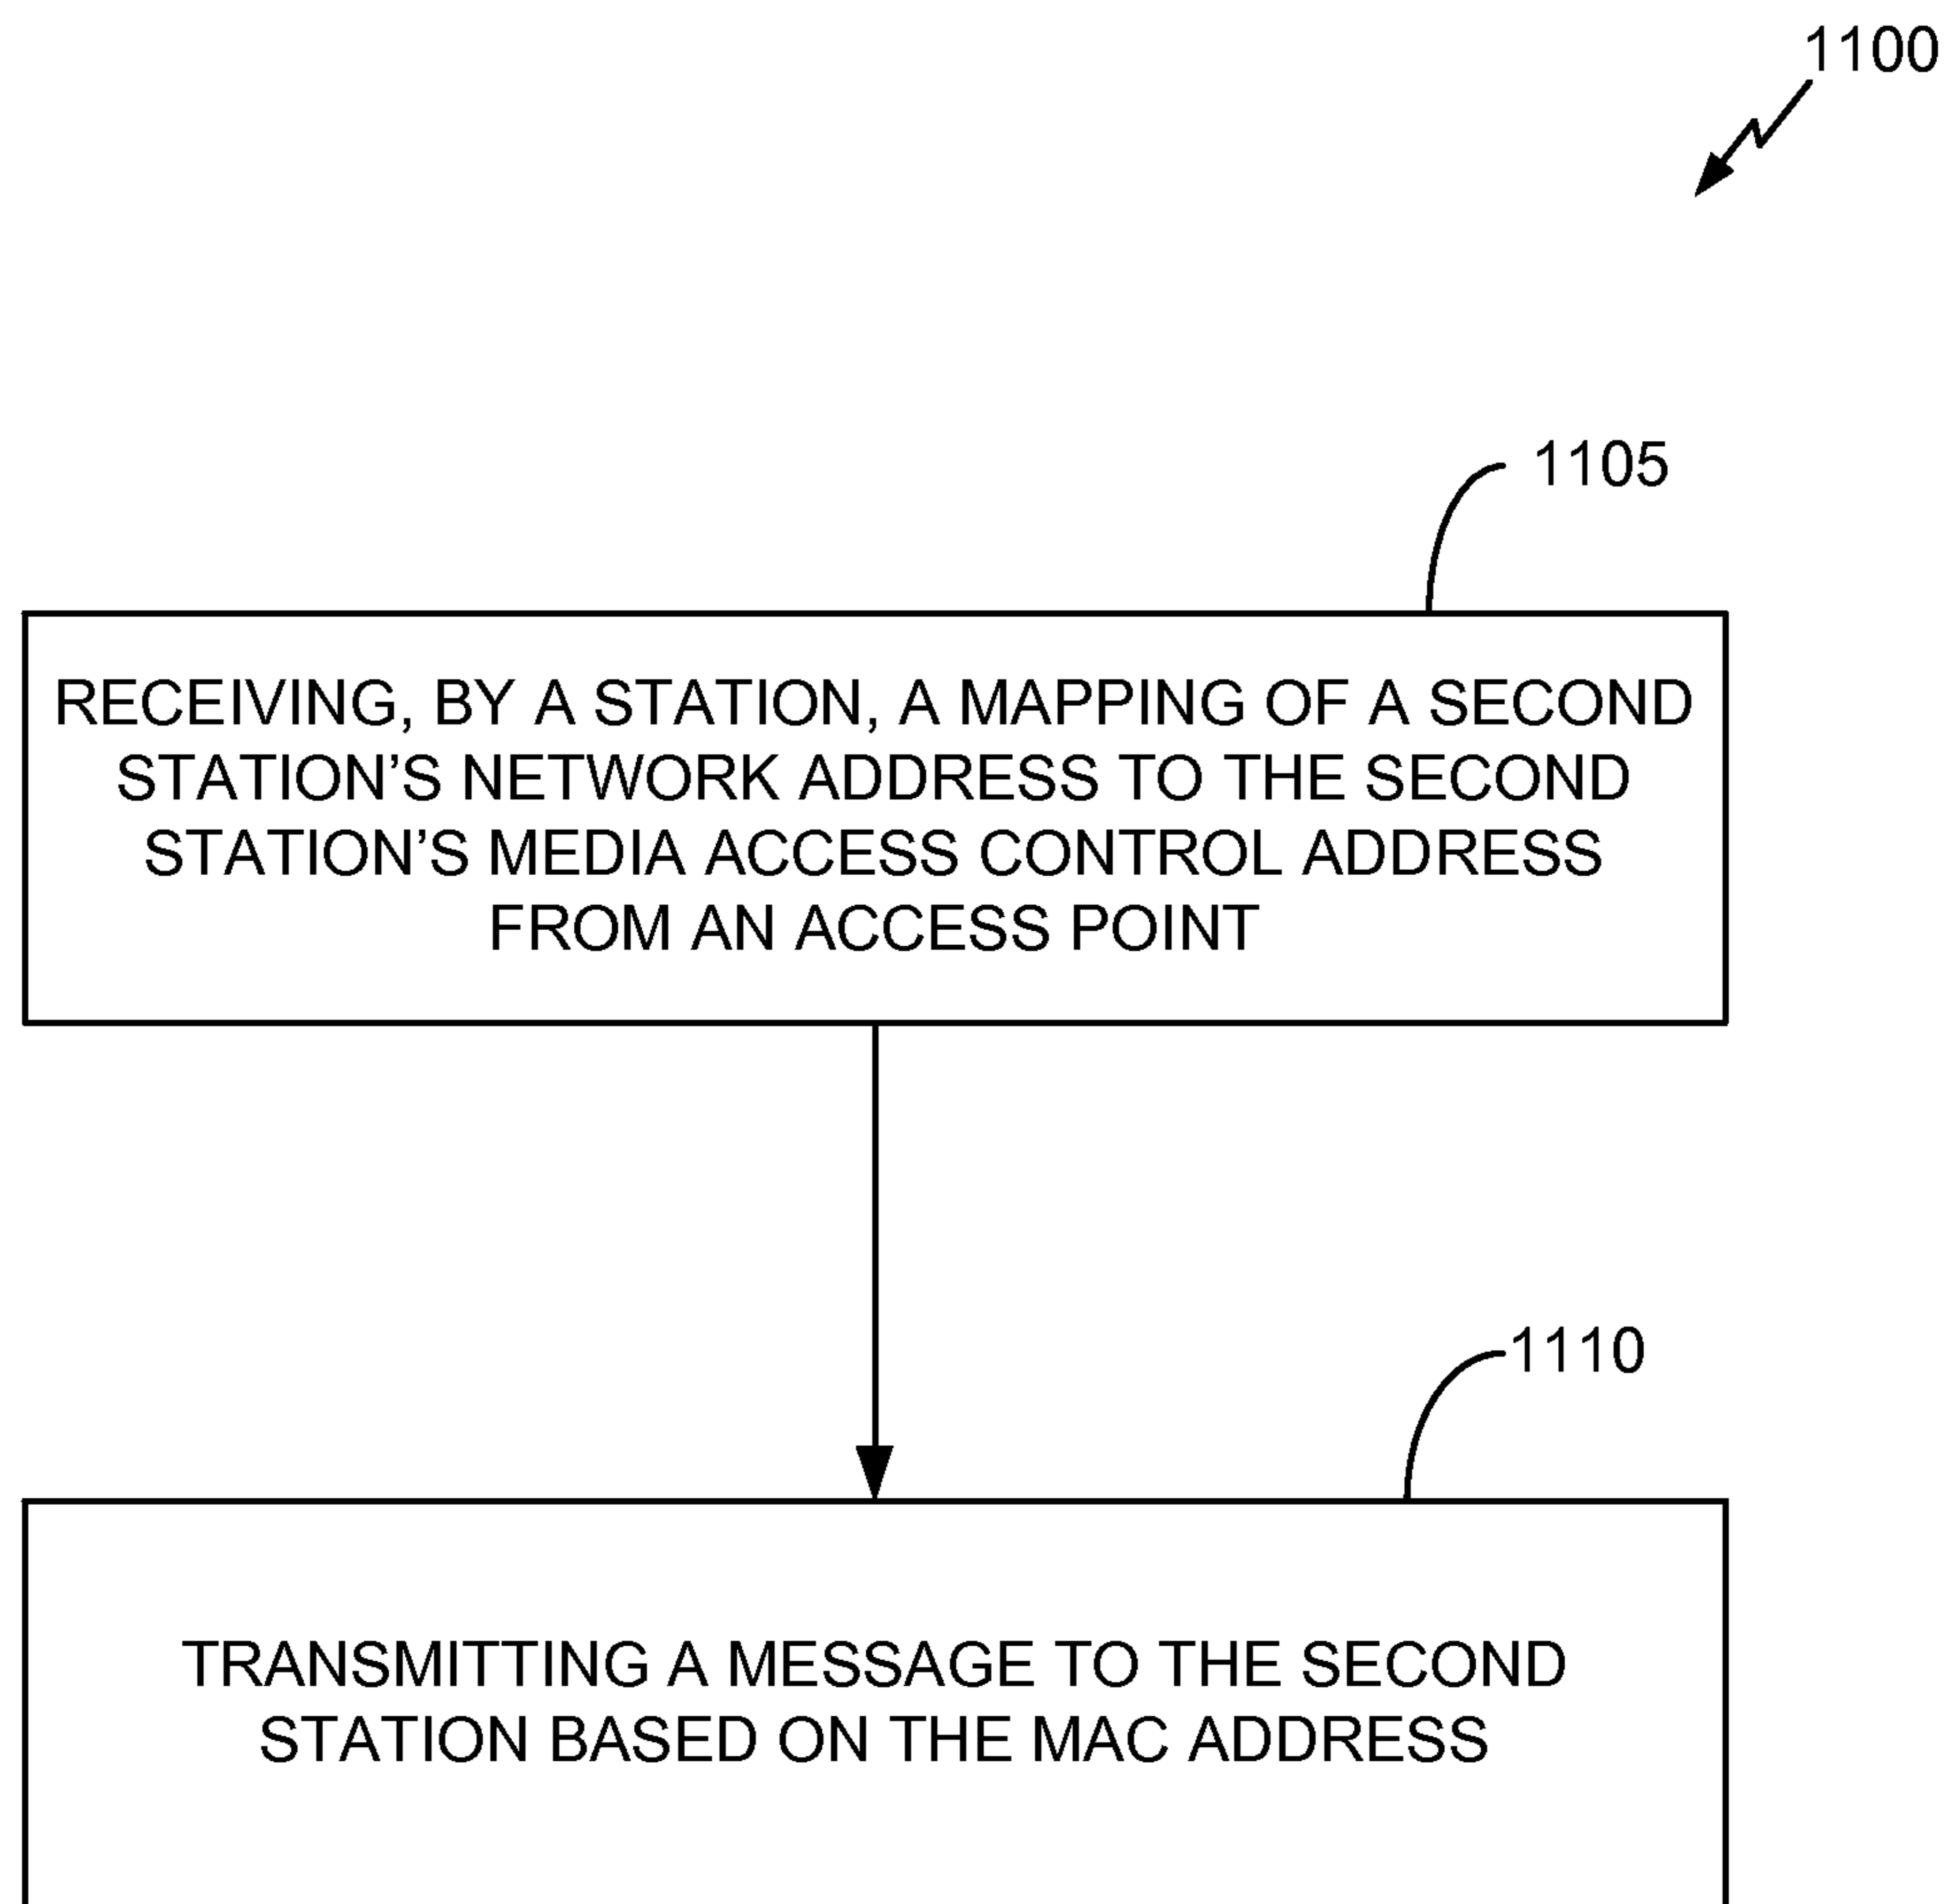 1100
1105
RECEIVING, BY A STATION, A MAPPING OF A SECOND
STATION’S NETWORK ADDRESS TO THE SECOND
STATION’S MEDIA ACCESS CONTROL ADDRESS
FROM AN ACCESS POINT
1110
TRANSMITTING A MESSAGE TO THE SECOND
STATION BASED ON THE MAC ADDRESS